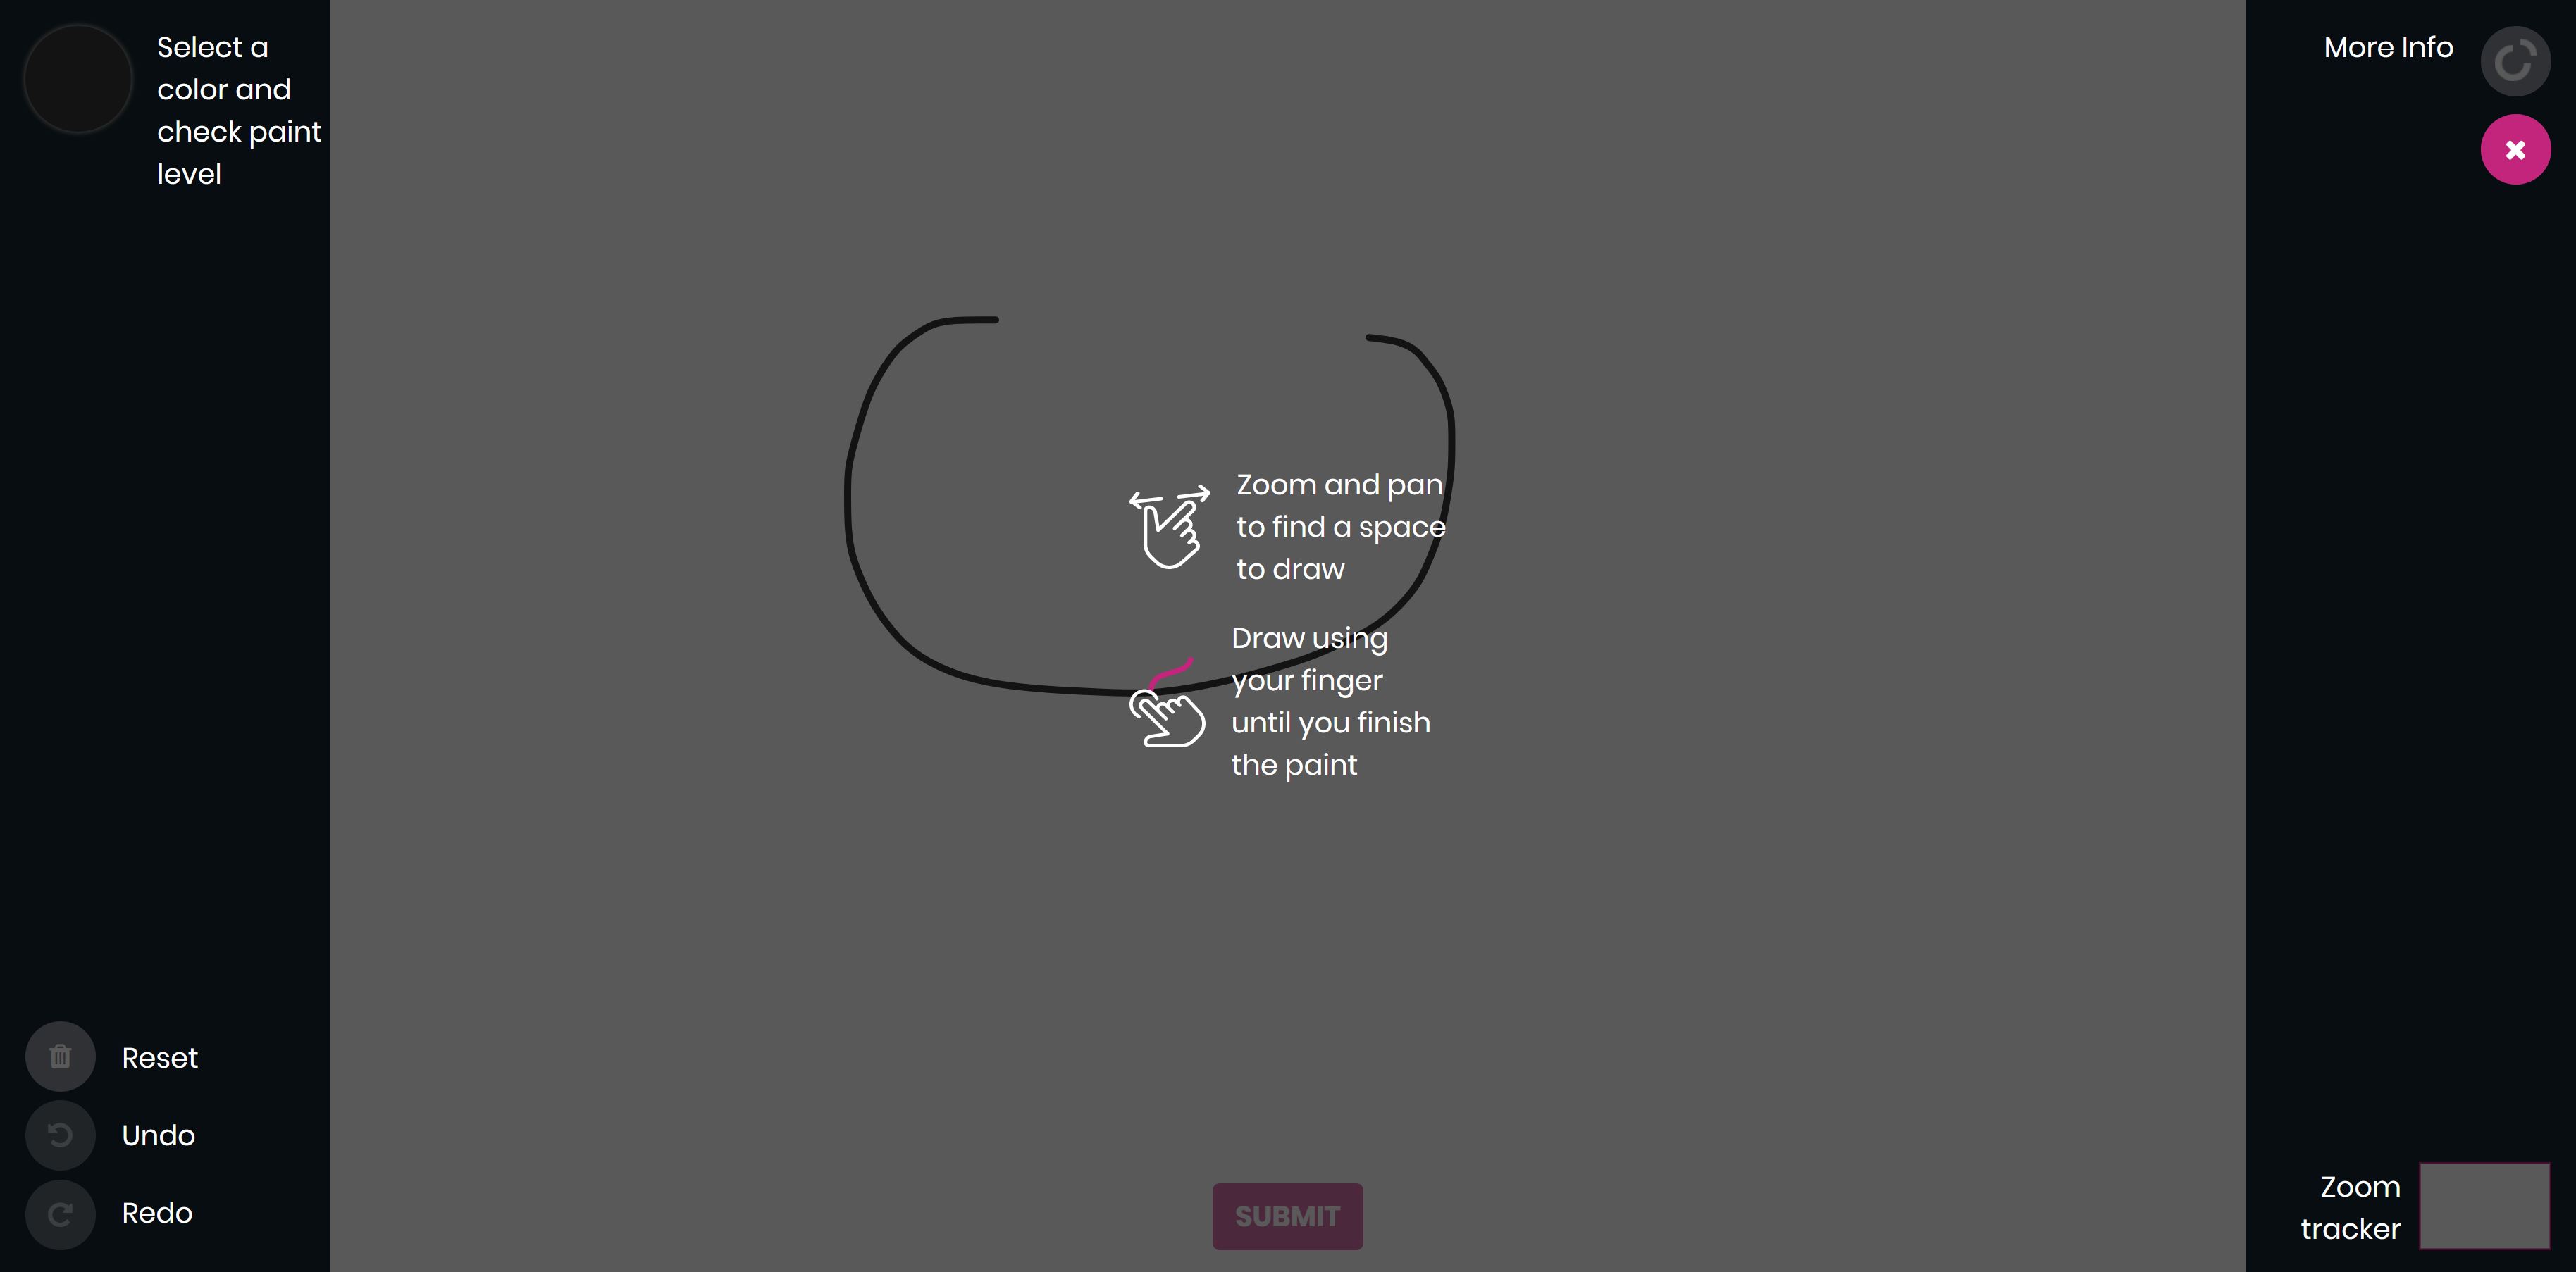 Select a
color and
check paint
level
More Info
Zoom and pan
to find a space
to draw
Draw using
your finger
until you finish
the paint
Reset
Undo
Redo
SUBMIT
Zoom
tracker